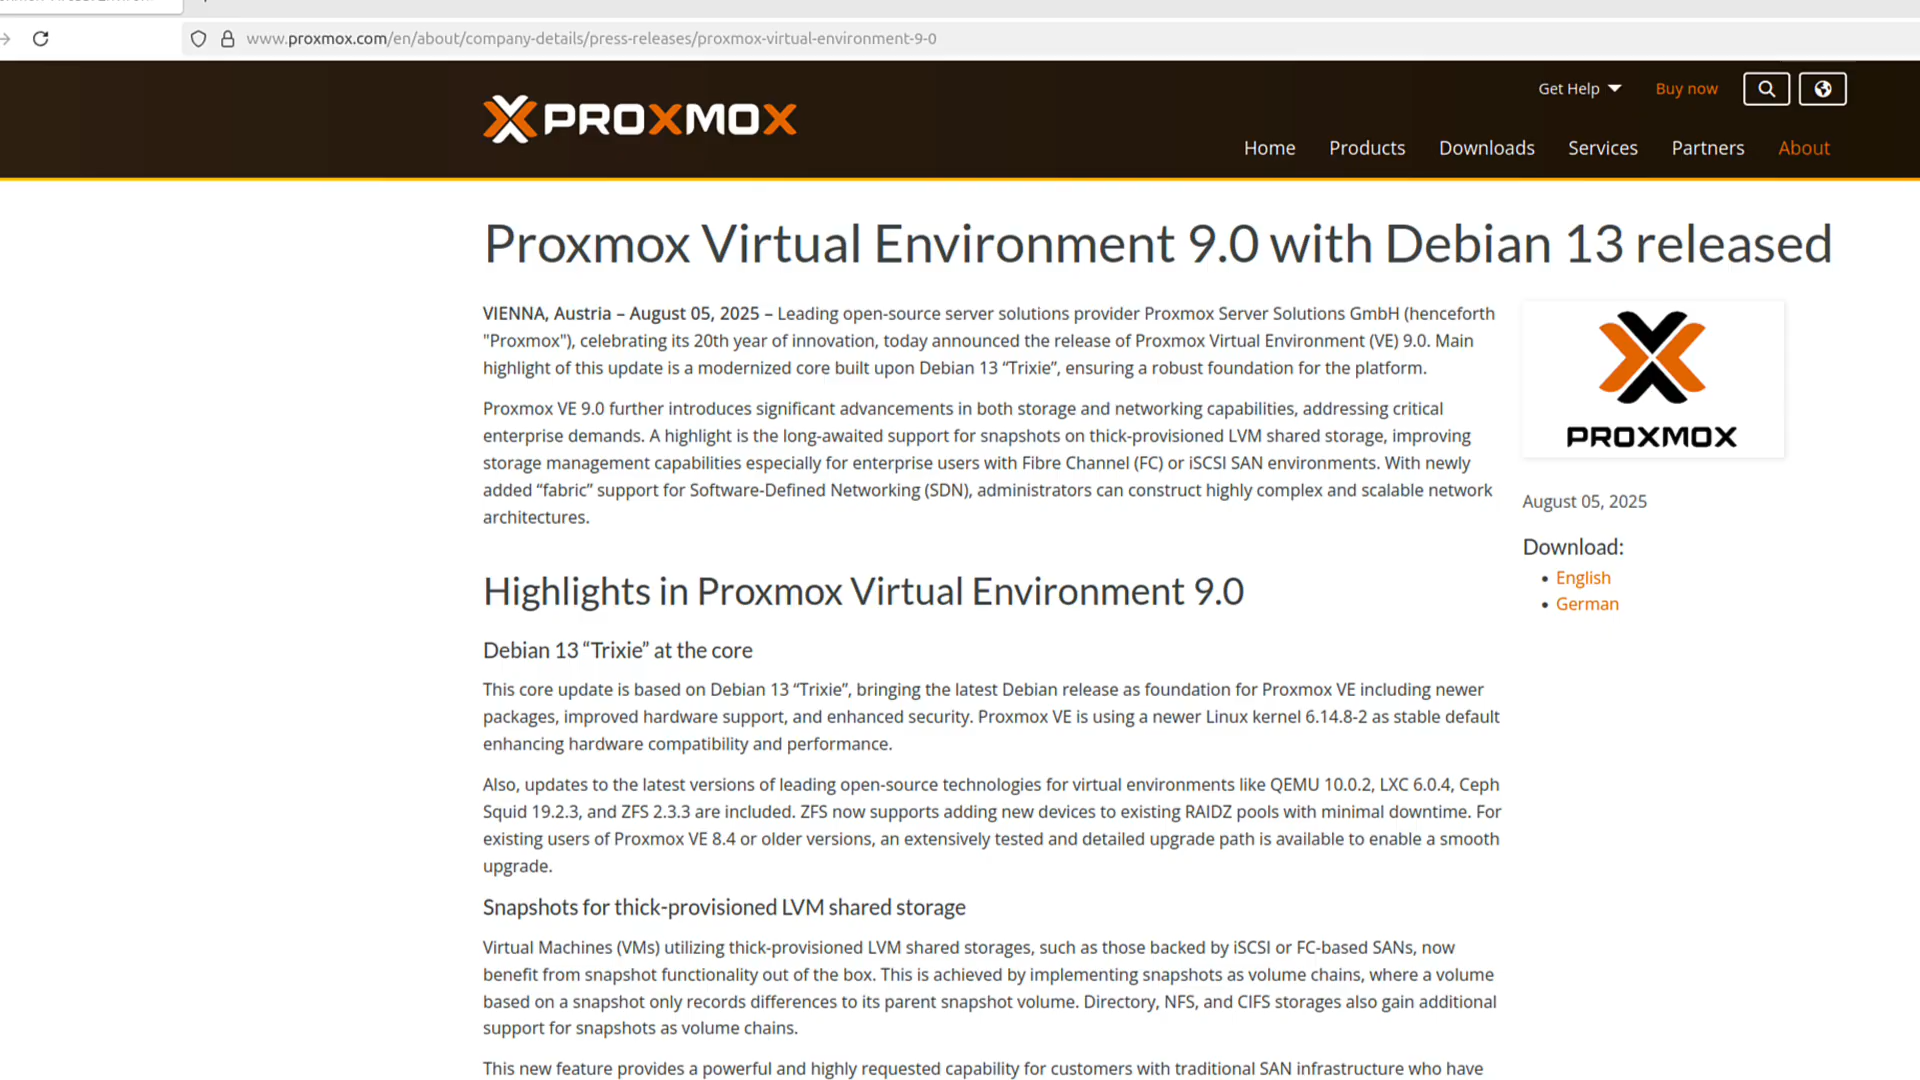 www.proxmox.com/en/about/company-details/press-releases/proxmox-virtual-environment-9-0
Get Help
Buy now
PROXMOX
Home
Products
Downloads
Services
Partners
About
Proxmox Virtual Environment 9.0 with Debian 13 released
VIENNA, Austria – August 05, 2025 – Leading open-source server solutions provider Proxmox Server Solutions GmbH (henceforth
"Proxmox"), celebrating its 20th year of innovation, today announced the release of Proxmox Virtual Environment (VE) 9.0. Main
highlight of this update is a modernized core built upon Debian 13 “Trixie”, ensuring a robust foundation for the platform.
Proxmox VE 9.0 further introduces significant advancements in both storage and networking capabilities, addressing critical
enterprise demands. A highlight is the long-awaited support for snapshots on thick-provisioned LVM shared storage, improving
storage management capabilities especially for enterprise users with Fibre Channel (FC) or iSCSI SAN environments. With newly
added “fabric” support for Software-Defined Networking (SDN), administrators can construct highly complex and scalable network
architectures.
PROXMOX
August 05, 2025
Download:
• English
• German
Highlights in Proxmox Virtual Environment 9.0
Debian 13 “Trixie” at the core
This core update is based on Debian 13 “Trixie”, bringing the latest Debian release as foundation for Proxmox VE including newer
packages, improved hardware support, and enhanced security. Proxmox VE is using a newer Linux kernel 6.14.8-2 as stable default
enhancing hardware compatibility and performance.
Also, updates to the latest versions of leading open-source technologies for virtual environments like QEMU 10.0.2, LXC 6.0.4, Ceph
Squid 19.2.3, and ZFS 2.3.3 are included. ZFS now supports adding new devices to existing RAIDZ pools with minimal downtime. For
existing users of Proxmox VE 8.4 or older versions, an extensively tested and detailed upgrade path is available to enable a smooth
upgrade.
Snapshots for thick-provisioned LVM shared storage
Virtual Machines (VMs) utilizing thick-provisioned LVM shared storages, such as those backed by iSCSI or FC-based SANs, now
benefit from snapshot functionality out of the box. This is achieved by implementing snapshots as volume chains, where a volume
based on a snapshot only records differences to its parent snapshot volume. Directory, NFS, and CIFS storages also gain additional
support for snapshots as volume chains.
This new feature provides a powerful and highly requested capability for customers with traditional SAN infrastructure who have